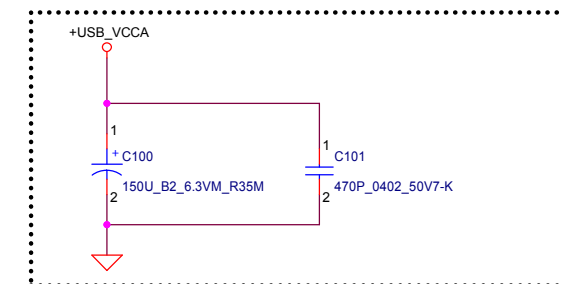 +USB_VCCA
1
+ C100
150U_B2_6.3VM_R35M
2
1
C101
470P_0402_50V7-K
2